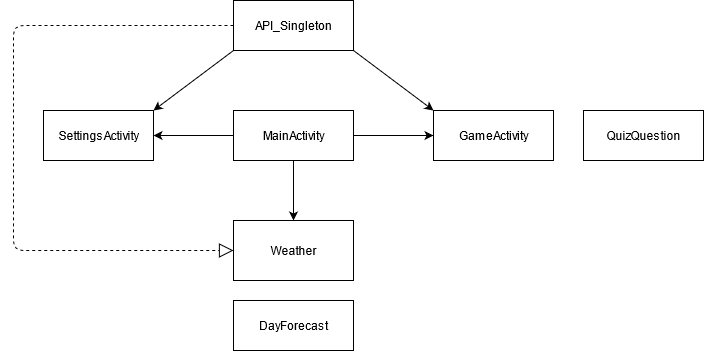 API_Singleton
SettingsActivity
MainActivity
GameActivity
QuizQuestion
Weather
DayForecast